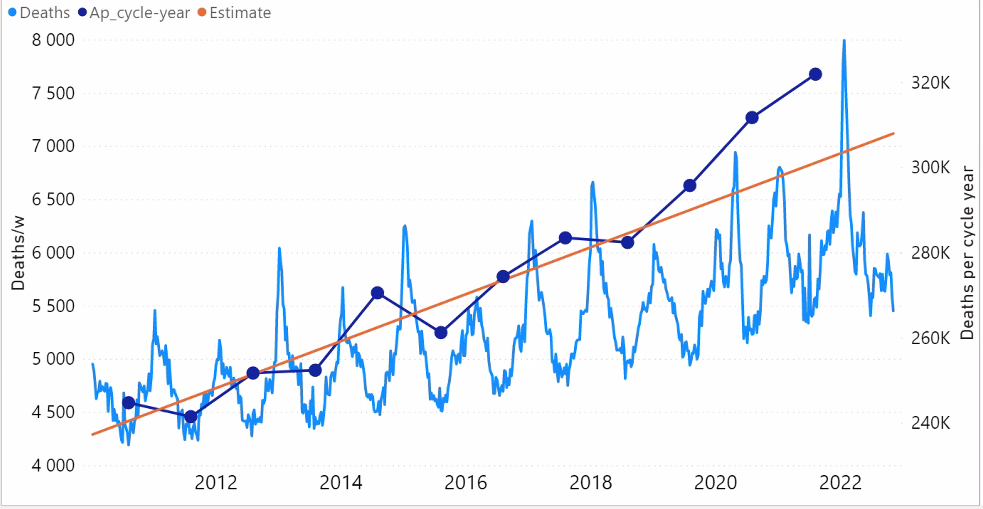 Deaths Ap_cycle-year Estimate
8 000
7 500
7 000
6 500
6 000
5 500
5 000
4 500
4 000
Deaths/w
320K
300K
280K
260K
240K
Deaths per cycle year
2012 2014 2016 2018 2020 2022